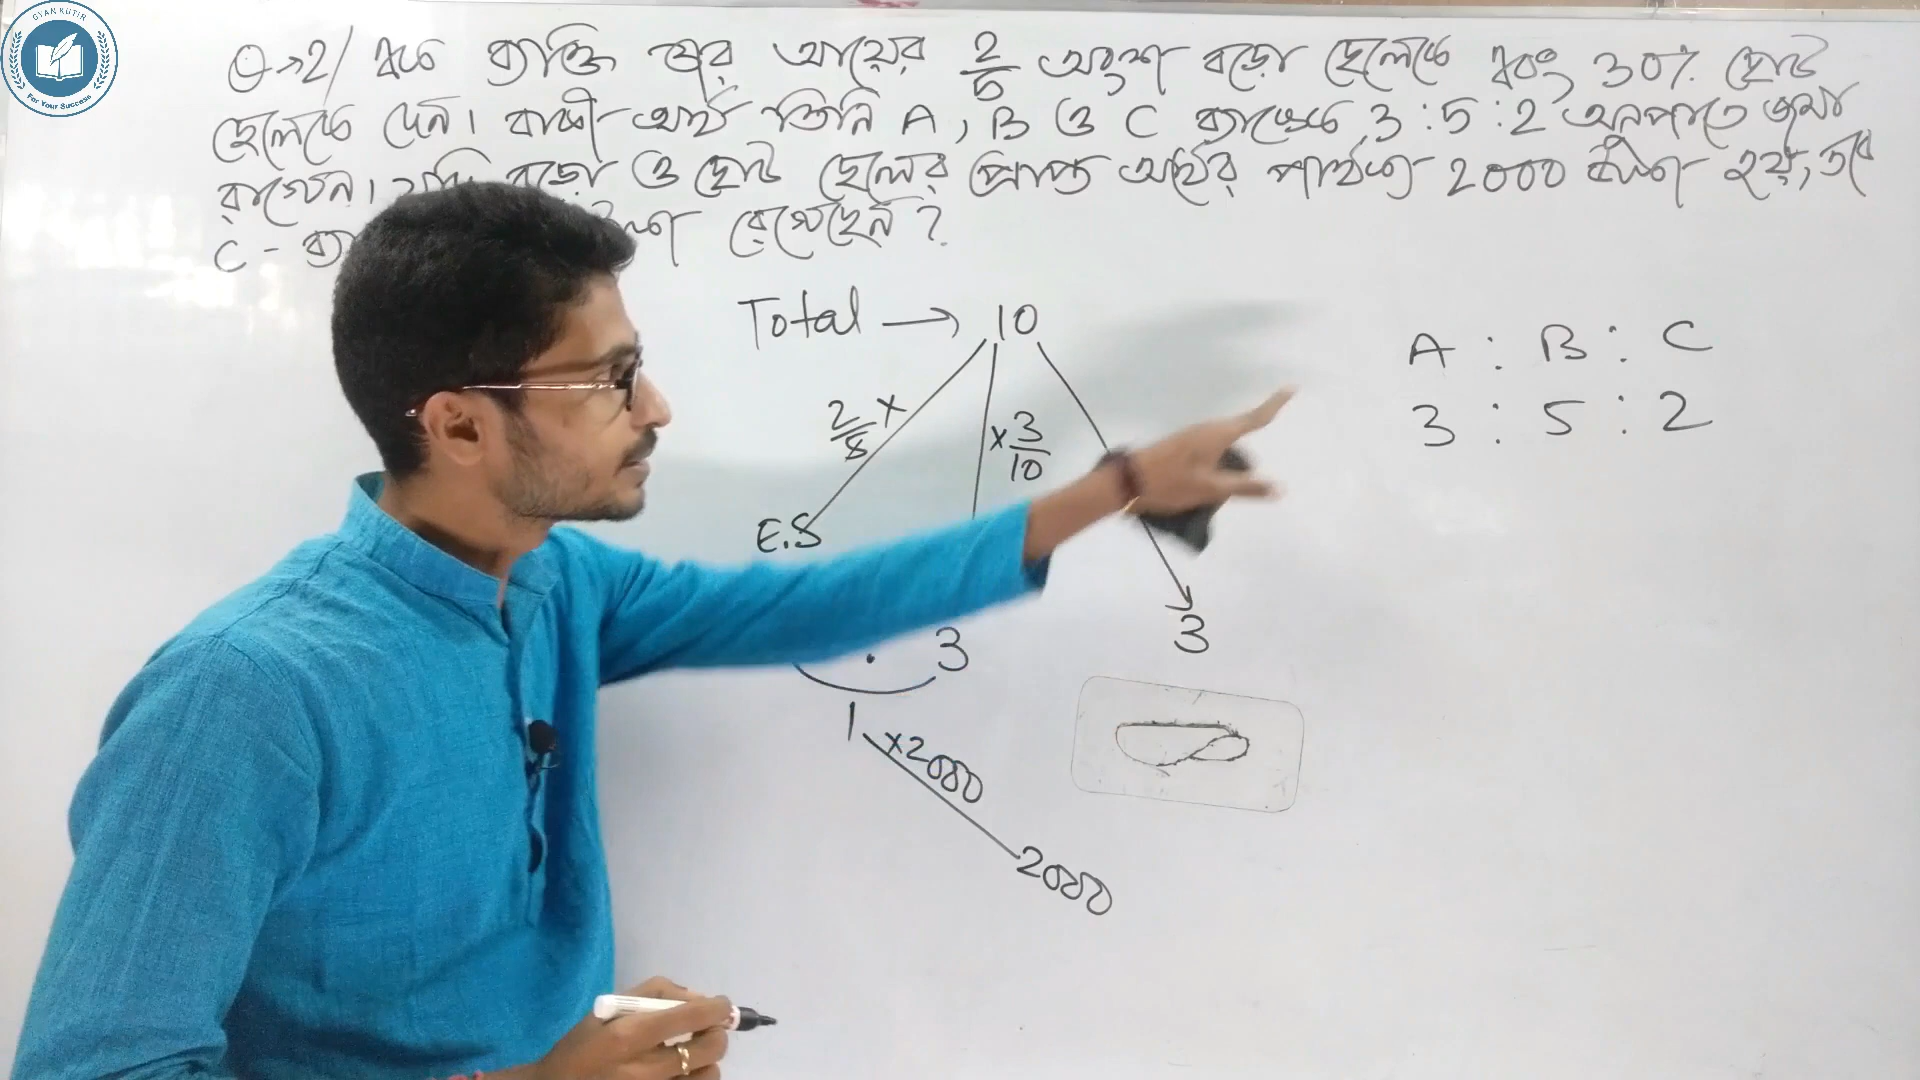 GYAN KUTIR
For Your Success
Q→2/ এক ব্যক্তি তার আয়ের 2/5 অংশ বড়ো ছেলেকে এবং 30% ছোট
ছেলেকে দেন। বাকী অর্থ তিনি A, B ও C ব্যাঙ্কে 3:5:2 অনুপাতে জমা
রাখেন। যদি বড়ো ও ছোট ছেলের প্রাপ্ত অর্থের পার্থক্য 2000 টাকা হয়, তবে
C - রেখেছেন?
Total → 10
A : B : C
3 : 5 : 2
2/5 ×
× 3/10
E.S
3
3
1
×2000
2000